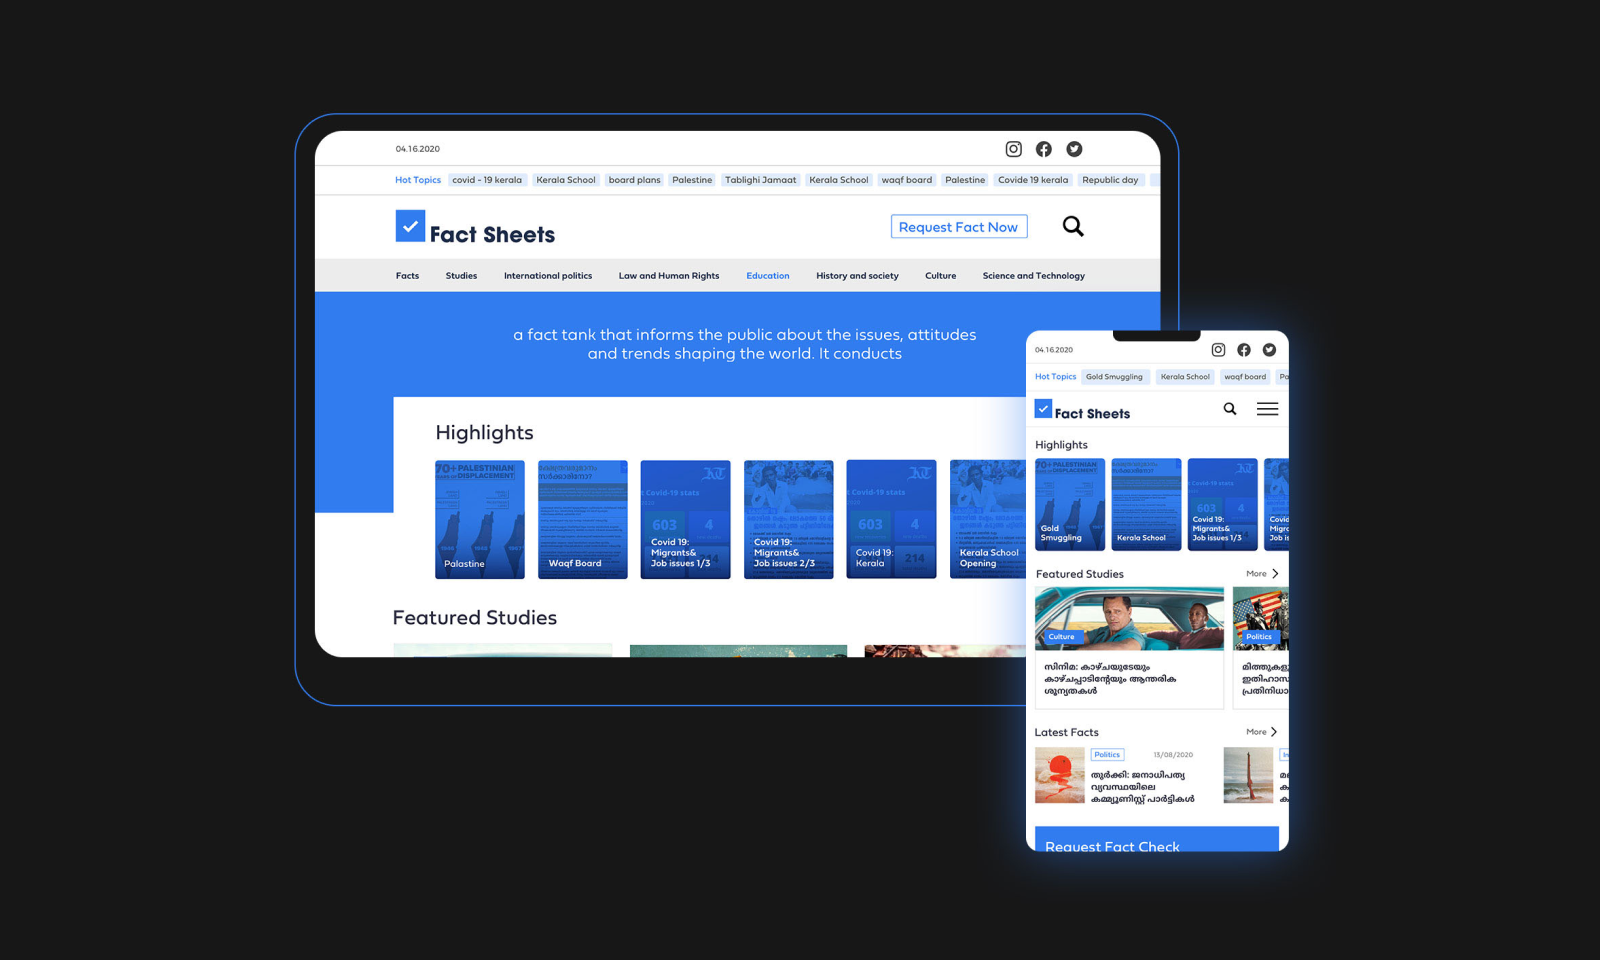 04.16.2020
Hot Topics covid - 19 kerala Kerala School board plans Palestine Tablighi Jamaat Kerala School waqf board Palestine Covide 19 kerala Republic day
Fact Sheets
Request Fact Now
Facts Studies International politics Law and Human Rights Education History and society Culture Science and Technology
a fact tank that informs the public about the issues, attitudes
and trends shaping the world. It conducts
Highlights
70+ PALESTINIAN
DISPLACEMENT
Palastine
Waqf Board
t Covid-19 stats
603 4
Covid 19:
Migrants&
Job issues 1/3
Covid 19:
Migrants&
Job issues 2/3
t Covid-19 stats
603 4
214
Covid 19:
Kerala
Kerala School
Opening
Featured Studies
04.16.2020
Hot Topics Gold Smuggling Kerala School waqf board Pa
Fact Sheets
Highlights
70+ PALESTINIAN
DISPLACEMENT
Gold
Smuggling
Kerala School
t Covid-19 stats
603 4
Covid 19:
Migrants&
Job issues 1/3
Covid
Migrc
Job is
Featured Studies More
Culture
സിനിമ: കാഴ്ചയുടേയും
കാഴ്ചപ്പാടിന്റേയും ആന്തരിക
ശൂന്യതകൾ
Politics
മിത്തുകളു
ഇതിഹാസ
പ്രതിനിധാ
Latest Facts More
Politics 13/08/2020
തുർക്കി: ജനാധിപത്യ
വ്യവസ്ഥയിലെ
കമ്മ്യൂണിസ്റ്റ് പാർട്ടികൾ
In
Request Fact Check